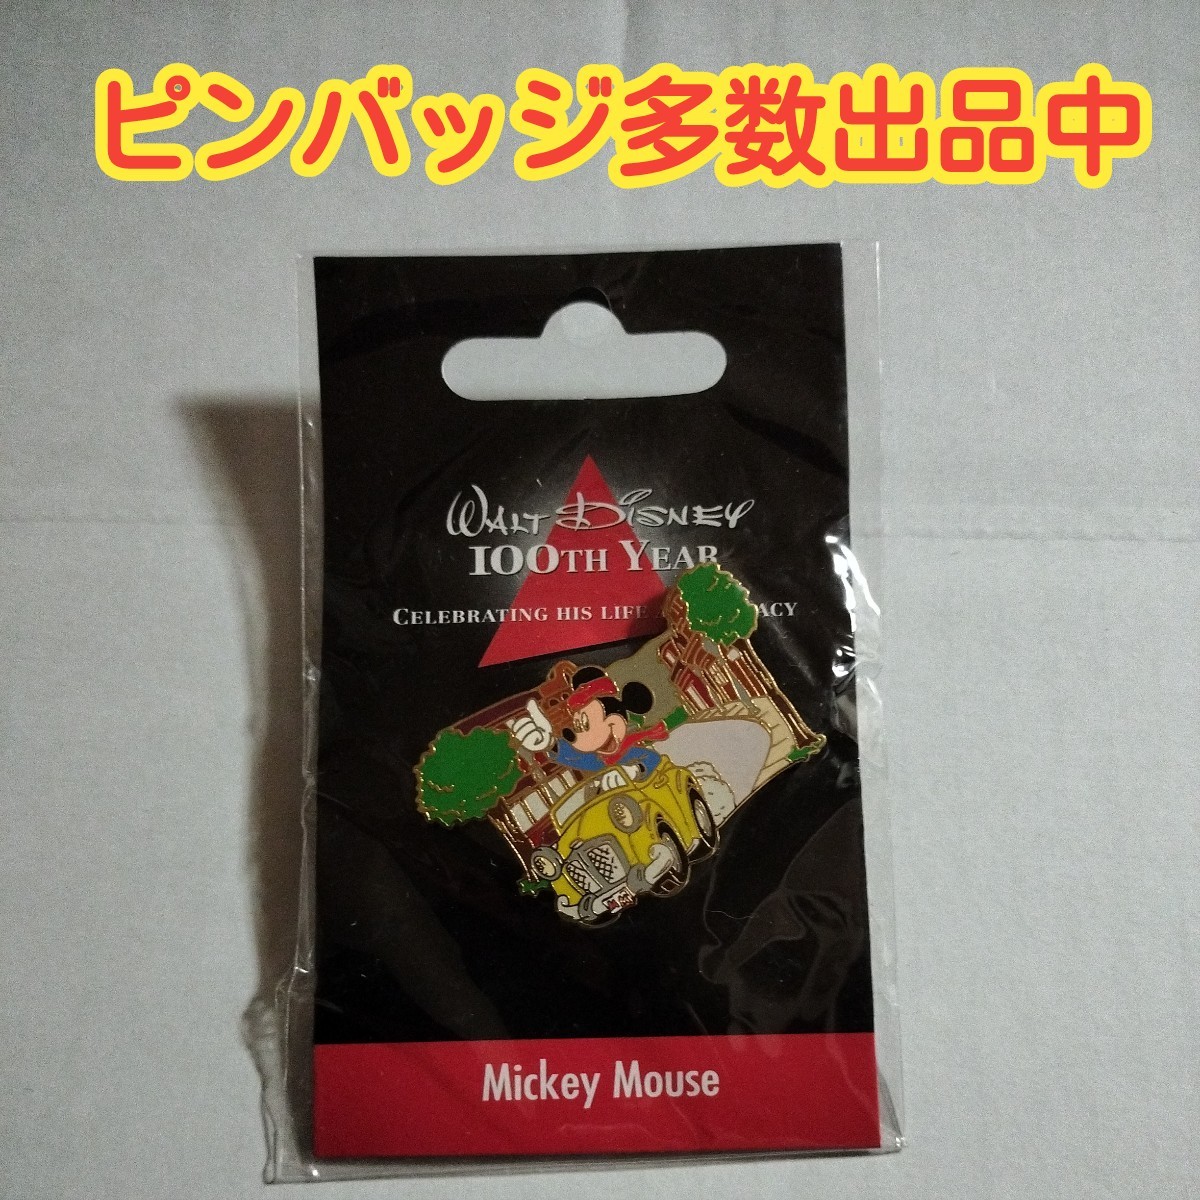 ピンバッジ多数出品中
WALT DISNEY
100TH YEAR
CELEBRATING HIS LIFE
Mickey Mouse